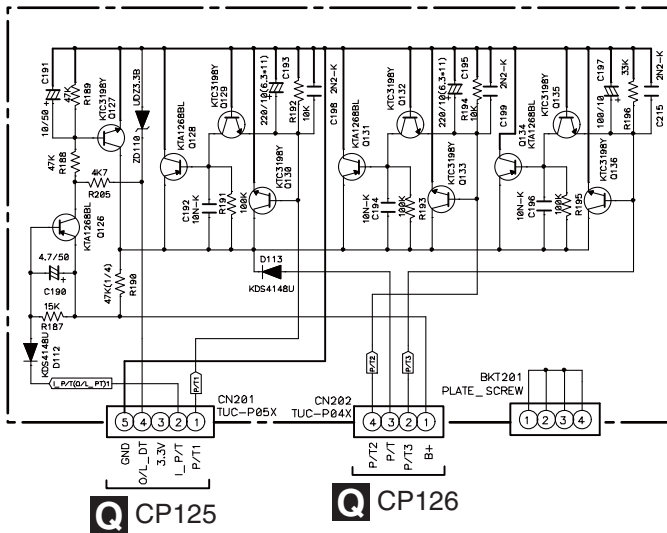 C191
10/50
+
47K
R189
KTC3198Y
Q127
UDZ3.3B
ZD110
47K
R188
4K7
R205
KTA1268BL
Q126
4.7/50
+
C190
15K
R187
KDS4148U
D112
47K(1/4)
R190
KTA1268BL
Q128
KTC3198Y
Q129
220/10(6.3*11)
+
C193
R192
10K
2N2-K
C198
C192
10N-K
R191
100K
KTC3198Y
Q130
D113
KDS4148U
KTA1268BL
Q131
KTC3198Y
Q132
220/10(6.3*11)
+
C195
R194
10K
2N2-K
C199
10N-K
C194
100K
R193
KTC3198Y
Q133
Q134
KTA1268BL
KTC3198Y
Q135
100/10
+
C197
33K
R196
2N2-K
C215
10N-K
C196
100K
R195
KTC3198Y
Q136
I_P/T(O/L_PT)1
P/T1
P/T2
P/T3
CN201
TUC-P05X
5 4 3 2 1
GND
O/L_DT
3.3V
I_P/T
P/T1
CN202
TUC-P04X
4 3 2 1
P/T2
P/T
P/T3
B+
BKT201
PLATE_SCREW
1 2 3 4
Q CP125
Q CP126